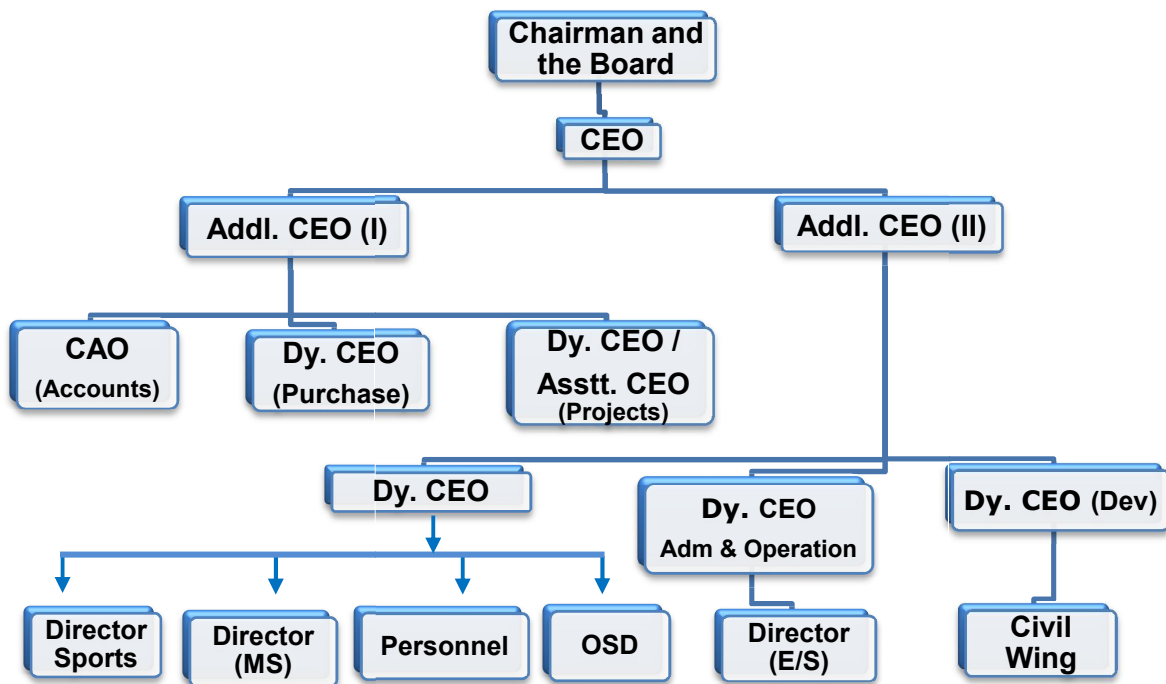 Chairman and
the Board
CEO
Addl. CEO (I)
Addl. CEO (II)
CAO
(Accounts)
Dy. CEO
(Purchase)
Dy. CEO /
Asstt. CEO
(Projects)
Dy. CEO
Dy. CEO
Adm & Operation
Dy. CEO (Dev)
Director
Sports
Director
(MS)
Personnel
OSD
Director
(E/S)
Civil
Wing